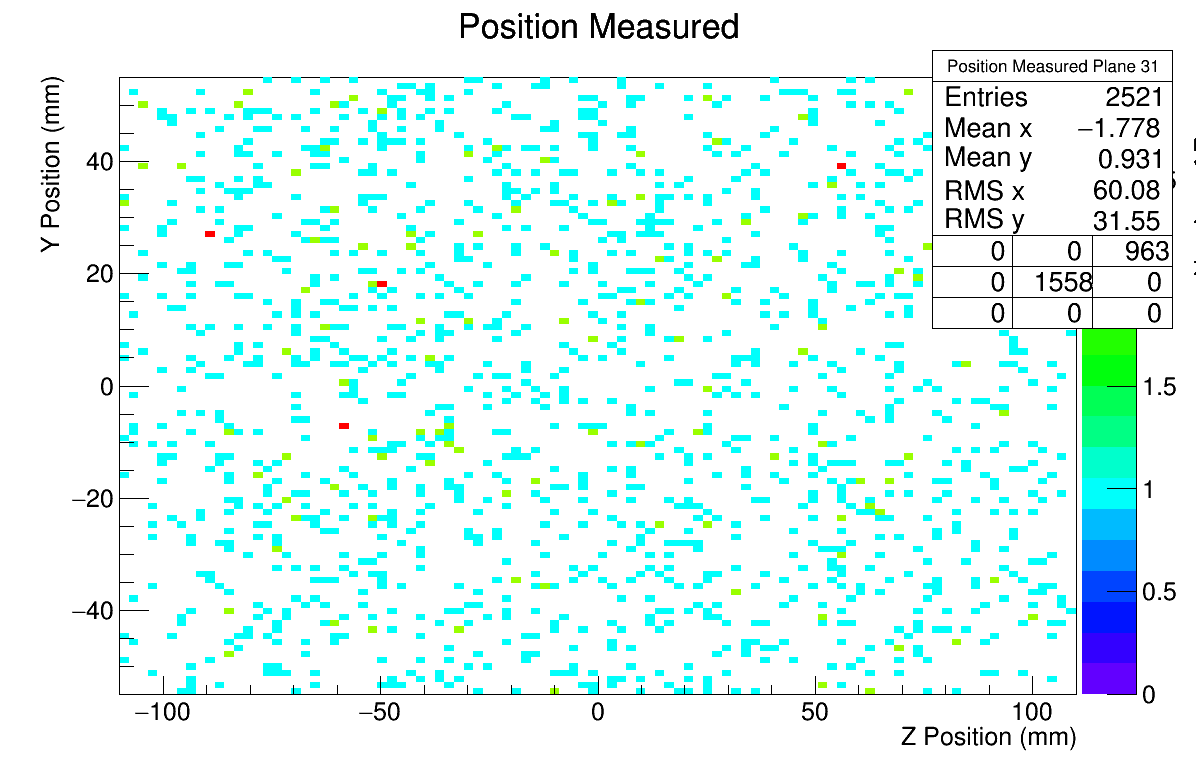 Position Measured
Y Position (mm)
40
20
0
−20
−40
−100
−50
0
50
100
Z Position (mm)
Position Measured Plane 31
Entries 2521
Mean x −1.778
Mean y 0.931
RMS x 60.08
RMS y 31.55
0 0 963
0 1558 0
0 0 0
1.5
1
0.5
0